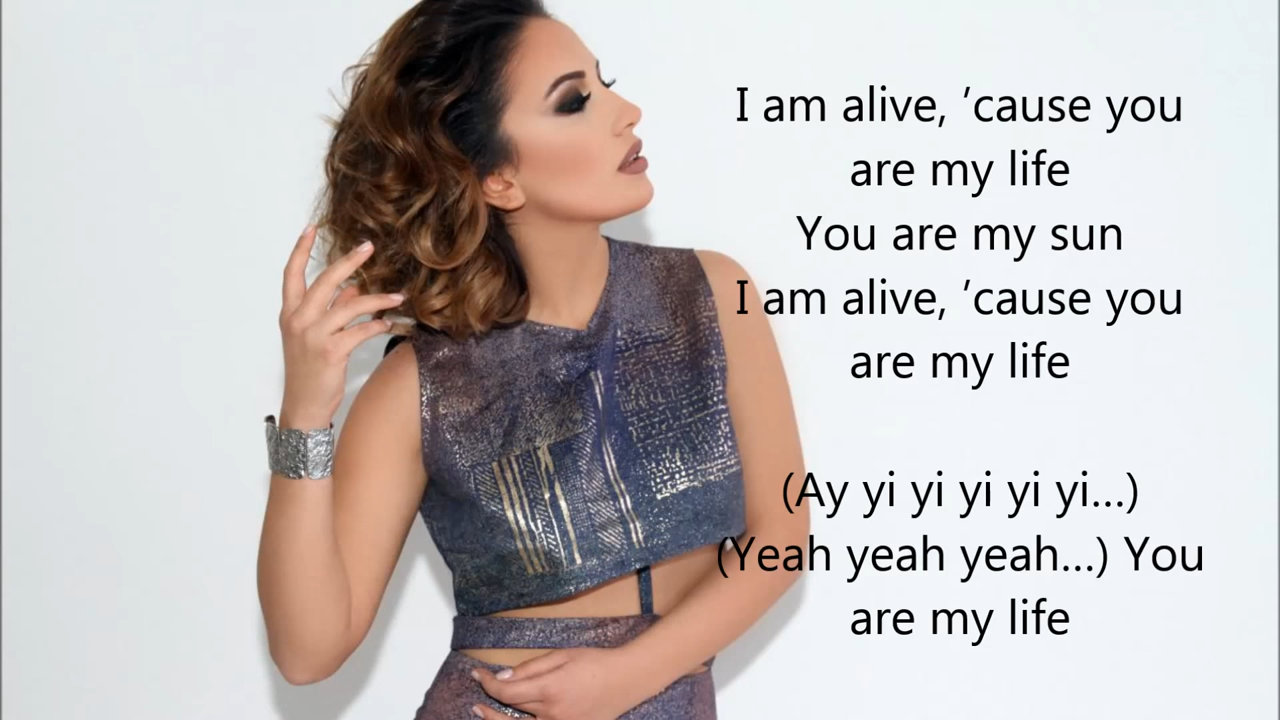 I am alive, ’cause you
are my life
You are my sun
I am alive, ’cause you
are my life
(Ay yi yi yi yi yi...)
(Yeah yeah yeah...) You
are my life